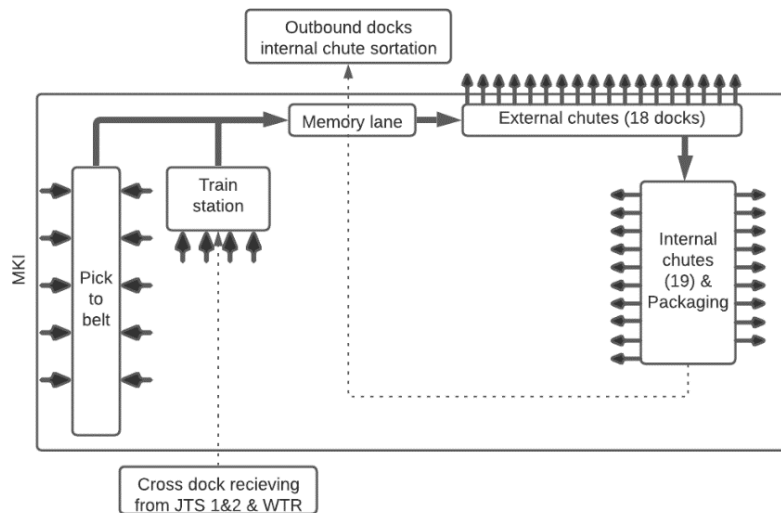 Outbound docks
internal chute sortation
Memory lane
External chutes (18 docks)
Train
station
MKI
Pick
to
belt
Internal
chutes
(19) &
Packaging
Cross dock recieving
from JTS 1&2 & WTR